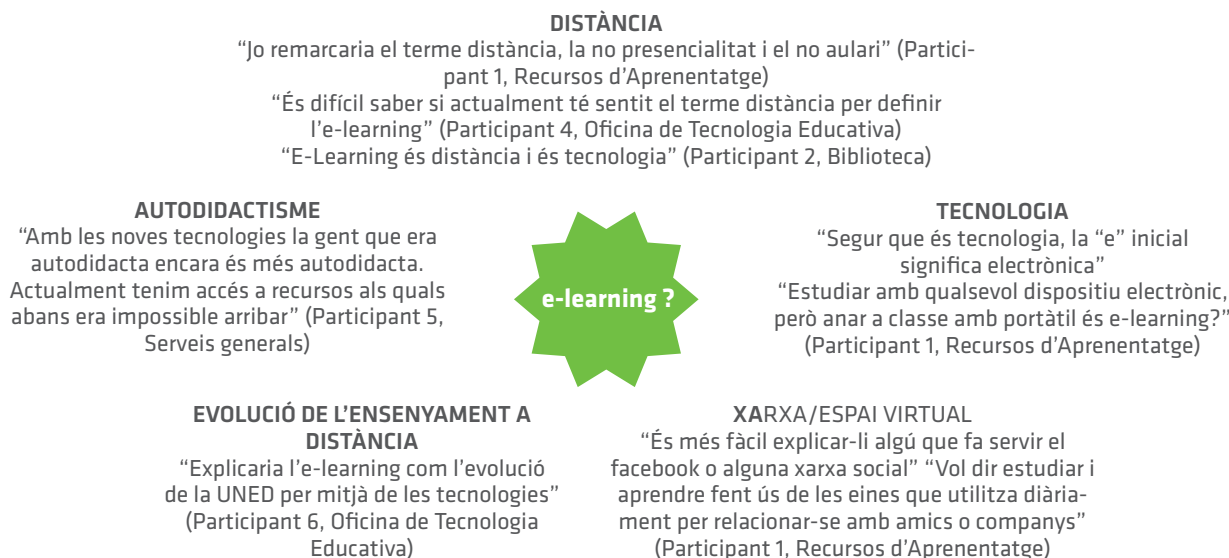 DISTÀNCIA
“Jo remarcaria el terme distància, la no presencialitat i el no aulari” (Partici-
pant 1, Recursos d’Aprenentatge)
“És difícil saber si actualment té sentit el terme distància per definir
l’e-learning” (Participant 4, Oficina de Tecnologia Educativa)
“E-Learning és distància i és tecnologia” (Participant 2, Biblioteca)
AUTODIDACTISME
“Amb les noves tecnologies la gent que era
autodidacta encara és més autodidacta.
Actualment tenim accés a recursos als quals
abans era impossible arribar” (Participant 5,
Serveis generals)
e-learning ?
TECNOLOGIA
“Segur que és tecnologia, la “e” inicial
significa electrònica”
“Estudiar amb qualsevol dispositiu electrònic,
però anar a classe amb portàtil és e-learning?”
(Participant 1, Recursos d’Aprenentatge)
EVOLUCIÓ DE L’ENSENYAMENT A
DISTÀNCIA
“Explicaria l’e-learning com l’evolució
de la UNED per mitjà de les tecnologies”
(Participant 6, Oficina de Tecnologia
Educativa)
XARXA/ESPAI VIRTUAL
“És més fàcil explicar-li algú que fa servir el
facebook o alguna xarxa social” “Vol dir estudiar i
aprendre fent ús de les eines que utilitza diària-
ment per relacionar-se amb amics o companys”
(Participant 1, Recursos d’Aprenentatge)